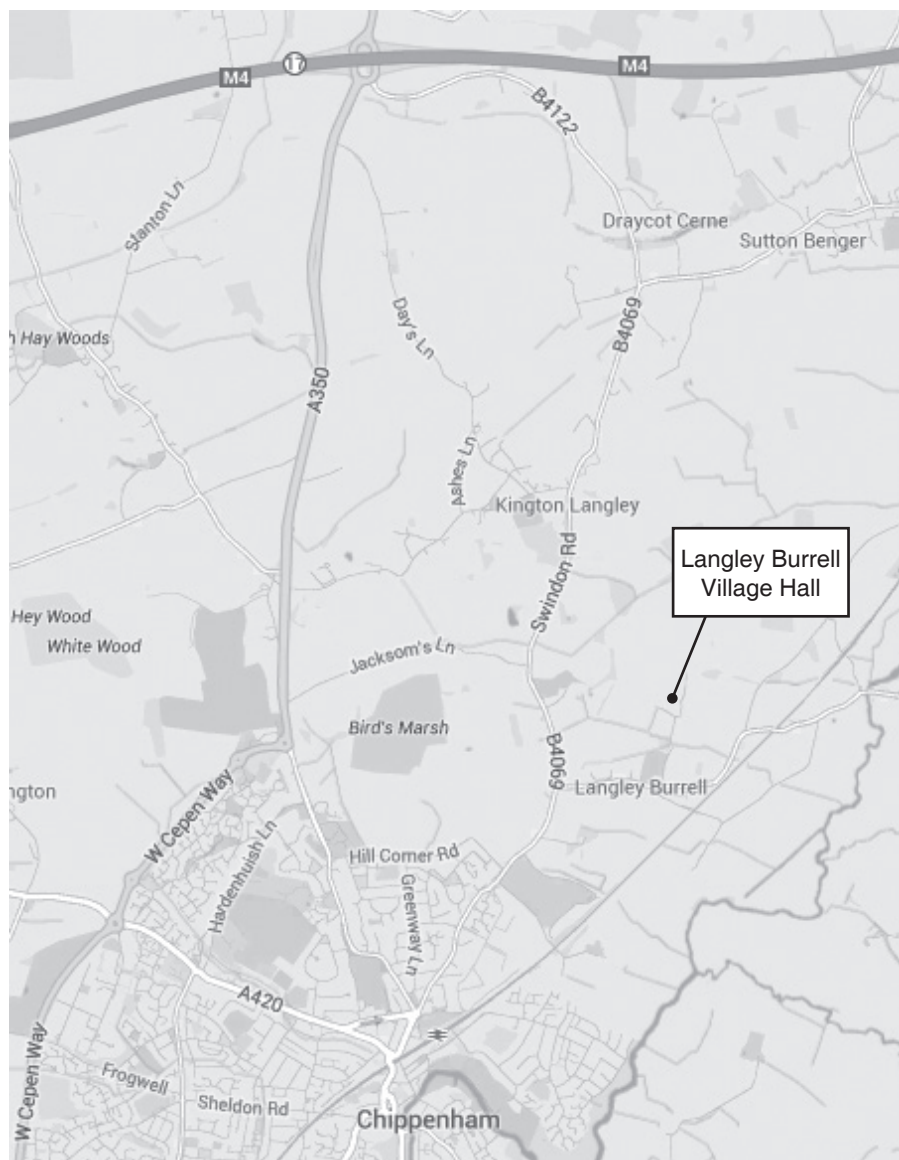 17
M4
M4
B4122
Stanton Ln
Draycot Cerne
Sutton Benger
Day's Ln
B4069
h Hay Woods
A350
Ashes Ln
Kington Langley
Langley Burrell
Village Hall
Swindon Rd
Hey Wood
White Wood
Jacksom's Ln
Bird's Marsh
B4069
ngton
Langley Burrell
W Cepen Way
Hardenhuish Ln
Hill Corner Rd
Greenway Ln
A420
W Cepen Way
Frogwell
Sheldon Rd
Chippenham